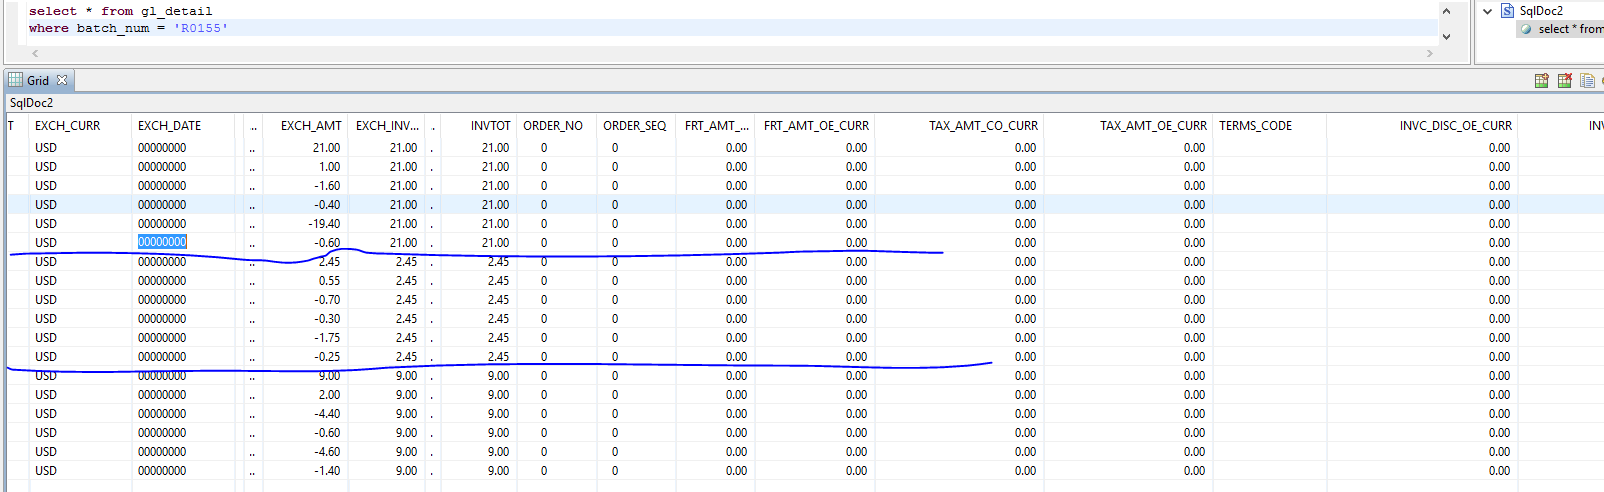 select * from gl_detail
where batch_num = 'R0155'
SqlDoc2
select * from
Grid
SqlDoc2
T EXCH_CURR EXCH_DATE .. EXCH_AMT EXCH_INV... . INVTOT ORDER_NO ORDER_SEQ FRT_AMT_... FRT_AMT_OE_CURR TAX_AMT_CO_CURR TAX_AMT_OE_CURR TERMS_CODE INVC_DISC_OE_CURR INV
USD 00000000 .. 21.00 21.00 . 21.00 0 0 0.00 0.00 0.00 0.00 0.00
USD 00000000 .. 1.00 21.00 . 21.00 0 0 0.00 0.00 0.00 0.00 0.00
USD 00000000 .. -1.60 21.00 . 21.00 0 0 0.00 0.00 0.00 0.00 0.00
USD 00000000 .. -0.40 21.00 . 21.00 0 0 0.00 0.00 0.00 0.00 0.00
USD 00000000 .. -19.40 21.00 . 21.00 0 0 0.00 0.00 0.00 0.00 0.00
USD 00000000 .. -0.60 21.00 . 21.00 0 0 0.00 0.00 0.00 0.00 0.00
USD 00000000 .. 2.45 2.45 . 2.45 0 0 0.00 0.00 0.00 0.00 0.00
USD 00000000 .. 0.55 2.45 . 2.45 0 0 0.00 0.00 0.00 0.00 0.00
USD 00000000 .. -0.70 2.45 . 2.45 0 0 0.00 0.00 0.00 0.00 0.00
USD 00000000 .. -0.30 2.45 . 2.45 0 0 0.00 0.00 0.00 0.00 0.00
USD 00000000 .. -1.75 2.45 . 2.45 0 0 0.00 0.00 0.00 0.00 0.00
USD 00000000 .. -0.25 2.45 . 2.45 0 0 0.00 0.00 0.00 0.00 0.00
USD 00000000 .. 9.00 9.00 . 9.00 0 0 0.00 0.00 0.00 0.00 0.00
USD 00000000 .. 2.00 9.00 . 9.00 0 0 0.00 0.00 0.00 0.00 0.00
USD 00000000 .. -4.40 9.00 . 9.00 0 0 0.00 0.00 0.00 0.00 0.00
USD 00000000 .. -0.60 9.00 . 9.00 0 0 0.00 0.00 0.00 0.00 0.00
USD 00000000 .. -4.60 9.00 . 9.00 0 0 0.00 0.00 0.00 0.00 0.00
USD 00000000 .. -1.40 9.00 . 9.00 0 0 0.00 0.00 0.00 0.00 0.00